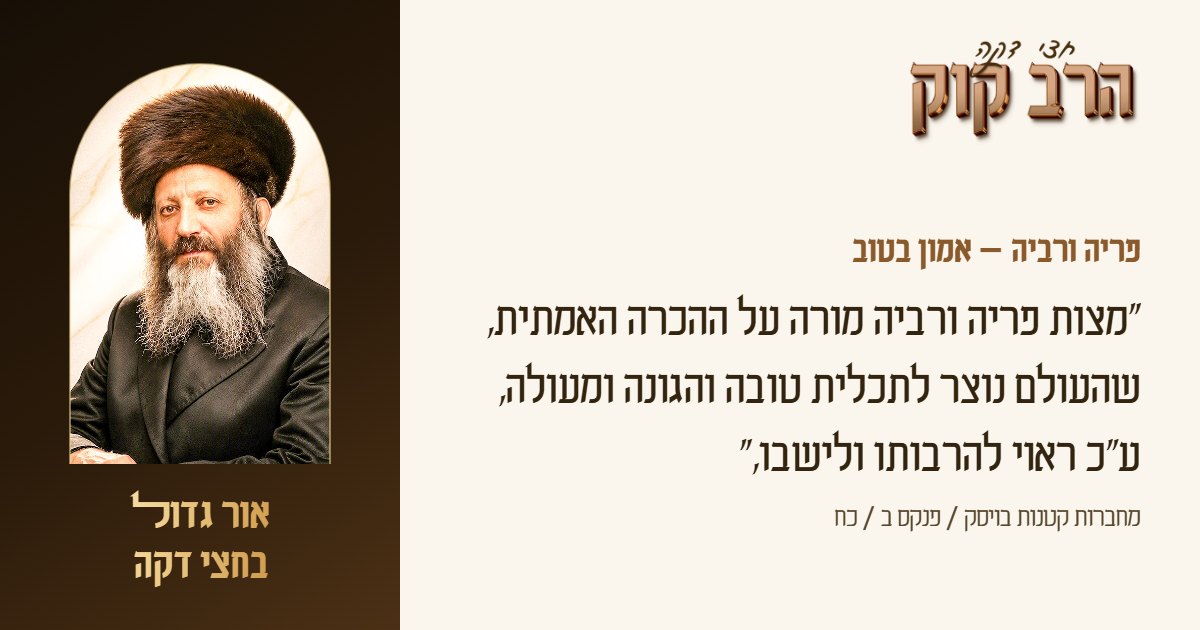 חצי דקה
הרב קוק
פריה ורביה – אמון בטוב
"מצות פריה ורביה מורה על ההכרה האמתית,
שהעולם נוצר לתכלית טובה והגונה ומעולה,
ע"כ ראוי להרבותו ולישבו,"
מחברות קטנות בויסק / פנקס ב / כח
אור גדול
בחצי דקה